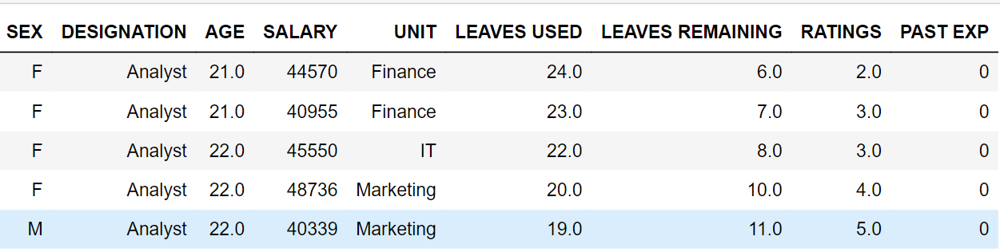 SEX DESIGNATION AGE SALARY UNIT LEAVES USED LEAVES REMAINING RATINGS PAST EXP
F Analyst 21.0 44570 Finance 24.0 6.0 2.0 0
F Analyst 21.0 40955 Finance 23.0 7.0 3.0 0
F Analyst 22.0 45550 IT 22.0 8.0 3.0 0
F Analyst 22.0 48736 Marketing 20.0 10.0 4.0 0
M Analyst 22.0 40339 Marketing 19.0 11.0 5.0 0